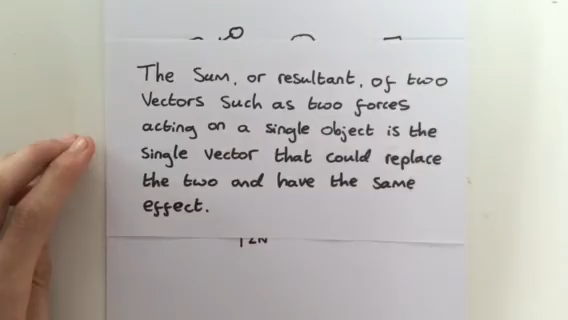 The Sum, or resultant, of two
Vectors Such as two forces
acting on a single object is the
Single Vector that could replace
the two and have the Same
effect.